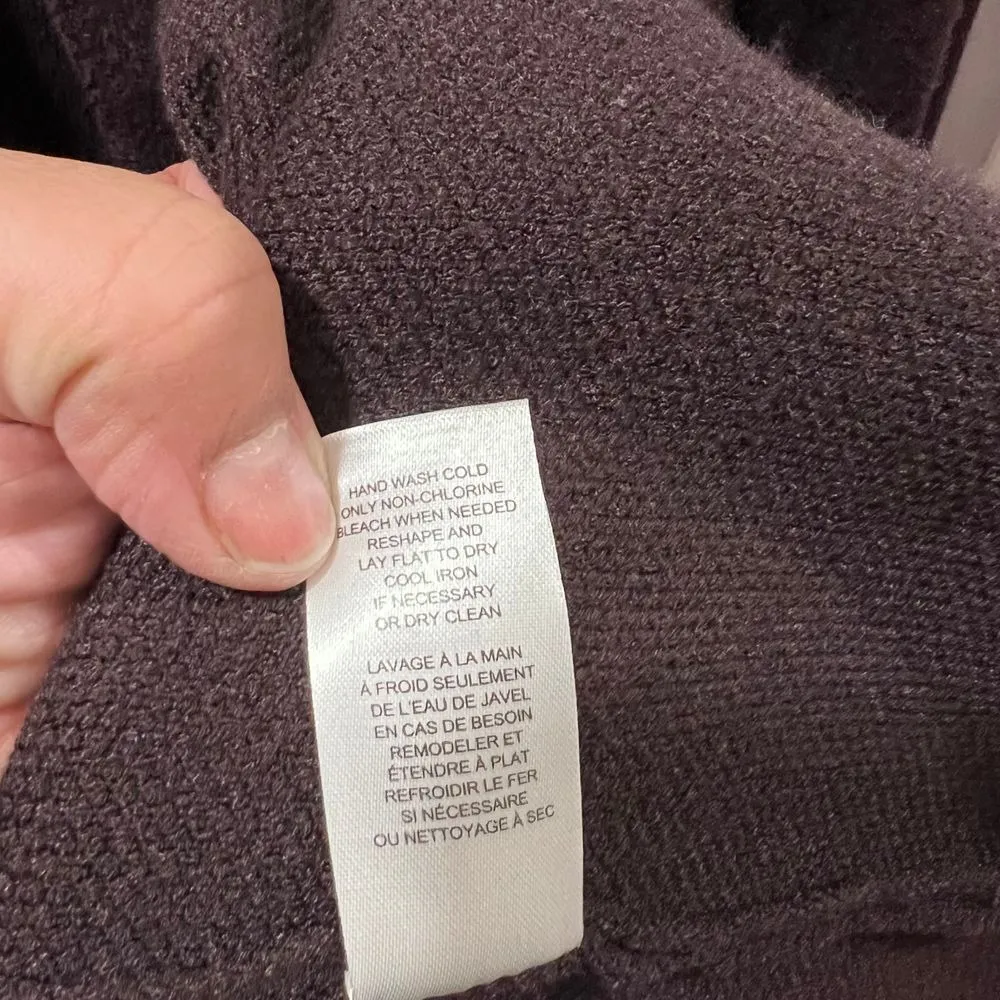 HAND WASH COLD
ONLY NON-CHLORINE
BLEACH WHEN NEEDED
RESHAPE AND
LAY FLAT TO DRY
COOL IRON
IF NECESSARY
OR DRY CLEAN
LAVAGE À LA MAIN
À FROID SEULEMENT
DE L'EAU DE JAVEL
EN CAS DE BESOIN
REMODELER ET
ÉTENDRE À PLAT
REFROIDIR LE FER
SI NÉCESSAIRE
OU NETTOYAGE À SEC